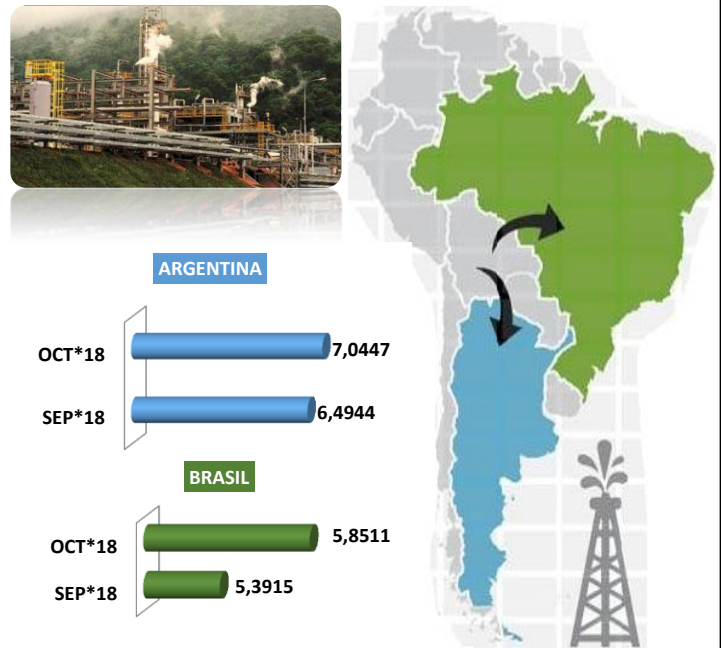 ARGENTINA
OCT*18 7,0447
SEP*18 6,4944
BRASIL
OCT*18 5,8511
SEP*18 5,3915